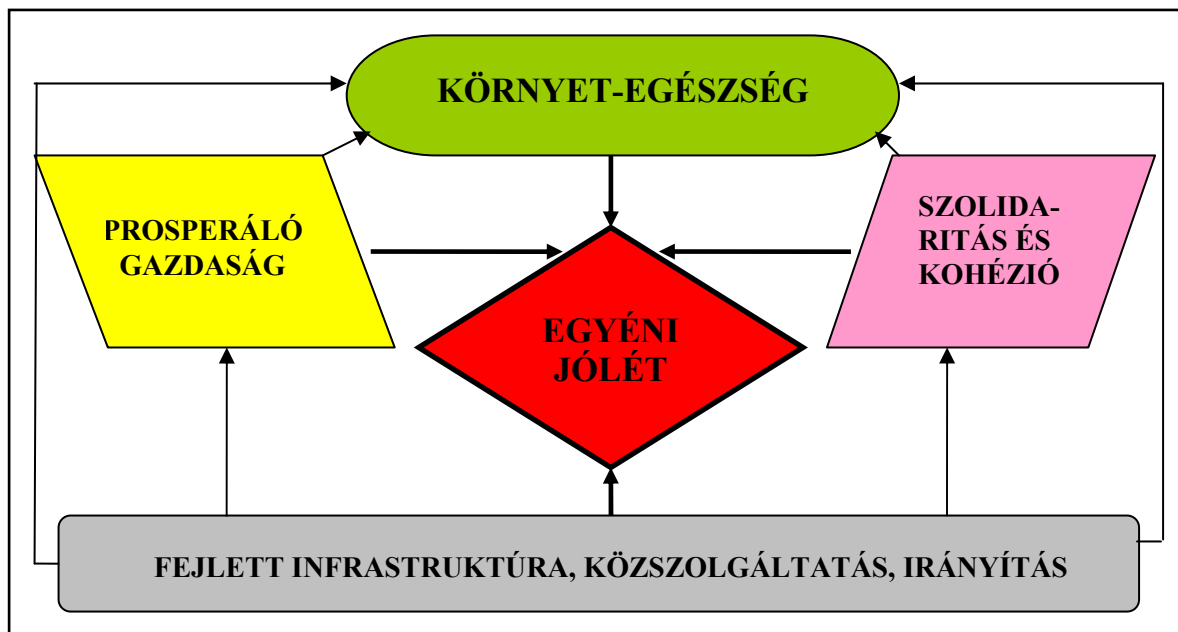 KÖRNYET-EGÉSZSÉG
PROSPERÁLÓ
GAZDASÁG
SZOLIDA-
RITÁS ÉS
KOHÉZIÓ
EGYÉNI
JÓLÉT
FEJLETT INFRASTRUKTÚRA, KÖZSZOLGÁLTATÁS, IRÁNYÍTÁS